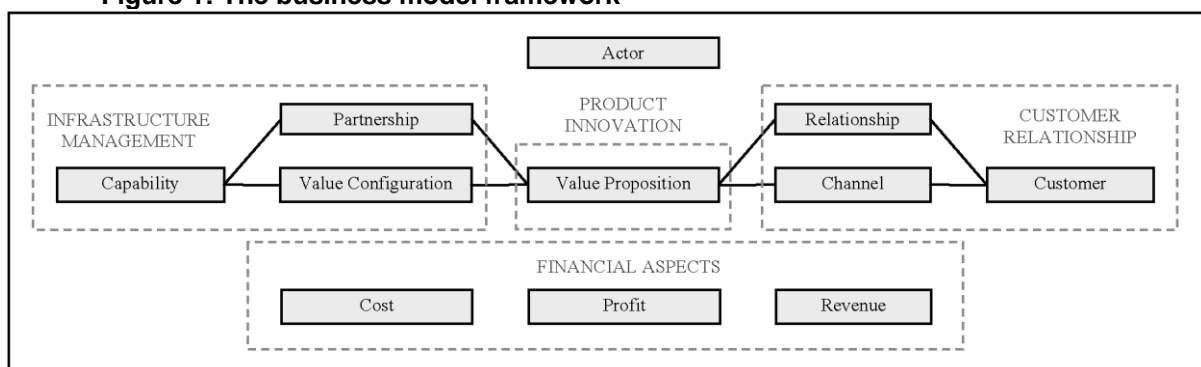 Figure 1: The business model framework
Actor
INFRASTRUCTURE
MANAGEMENT
Partnership
Capability
Value Configuration
PRODUCT
INNOVATION
Value Proposition
Relationship
CUSTOMER
RELATIONSHIP
Channel
Customer
FINANCIAL ASPECTS
Cost
Profit
Revenue